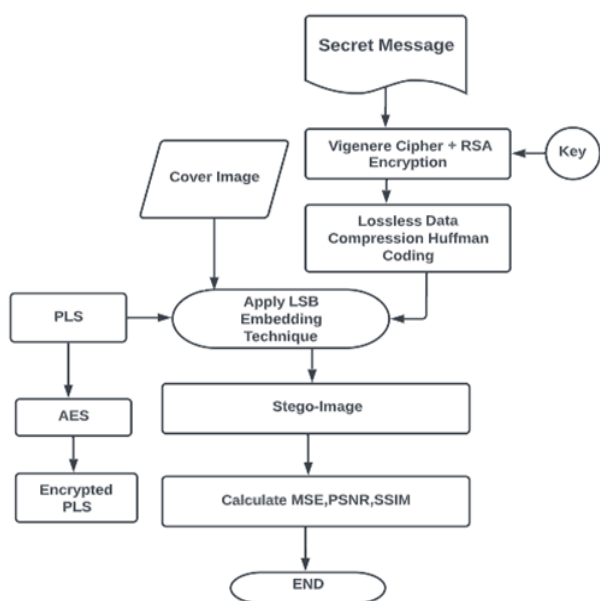 Secret Message
Vigenere Cipher + RSA
Encryption
Key
Cover Image
Lossless Data
Compression Huffman
Coding
Apply LSB
Embedding
Technique
PLS
Stego-Image
AES
Encrypted
PLS
Calculate MSE,PSNR,SSIM
END